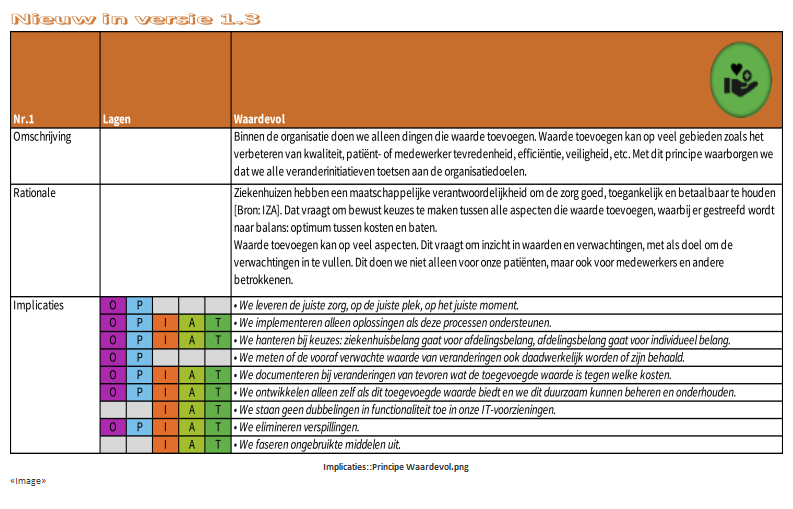 Nieuw in versie 1.3
Nr.1 Lagen Waardevol
Omschrijving Binnen de organisatie doen we alleen dingen die waarde toevoegen. Waarde toevoegen kan op veel gebieden zoals het
verbeteren van kwaliteit, patiënt- of medewerker tevredenheid, efficiëntie, veiligheid, etc. Met dit principe waarborgen we
dat we alle veranderinitiatieven toetsen aan de organisatiedoelen.
Rationale Ziekenhuizen hebben een maatschappelijke verantwoordelijkheid om de zorg goed, toegankelijk en betaalbaar te houden
[Bron: IZA]. Dat vraagt om bewust keuzes te maken tussen alle aspecten die waarde toevoegen, waarbij er gestreefd wordt
naar balans: optimum tussen kosten en baten.
Waarde toevoegen kan op veel aspecten. Dit vraagt om inzicht in waarden en verwachtingen, met als doel om de
verwachtingen in te vullen. Dit doen we niet alleen voor onze patiënten, maar ook voor medewerkers en andere
betrokkenen.
Implicaties O P • We leveren de juiste zorg, op de juiste plek, op het juiste moment.
O P I A T • We implementeren alleen oplossingen als deze processen ondersteunen.
O P I A T • We hanteren bij keuzes: ziekenhuisbelang gaat voor afdelingsbelang, afdelingsbelang gaat voor individueel belang.
O P • We meten of de vooraf verwachte waarde van veranderingen ook daadwerkelijk worden of zijn behaald.
O P I A T • We documenteren bij veranderingen van tevoren wat de toegevoegde waarde is tegen welke kosten.
O P I A T • We ontwikkelen alleen zelf als dit toegevoegde waarde biedt en we dit duurzaam kunnen beheren en onderhouden.
I A T • We staan geen dubbelingen in functionaliteit toe in onze IT-voorzieningen.
O P I A T • We elimineren verspillingen.
I A T • We faseren ongebruikte middelen uit.
Implicaties::Principe Waardevol.png
«Image»